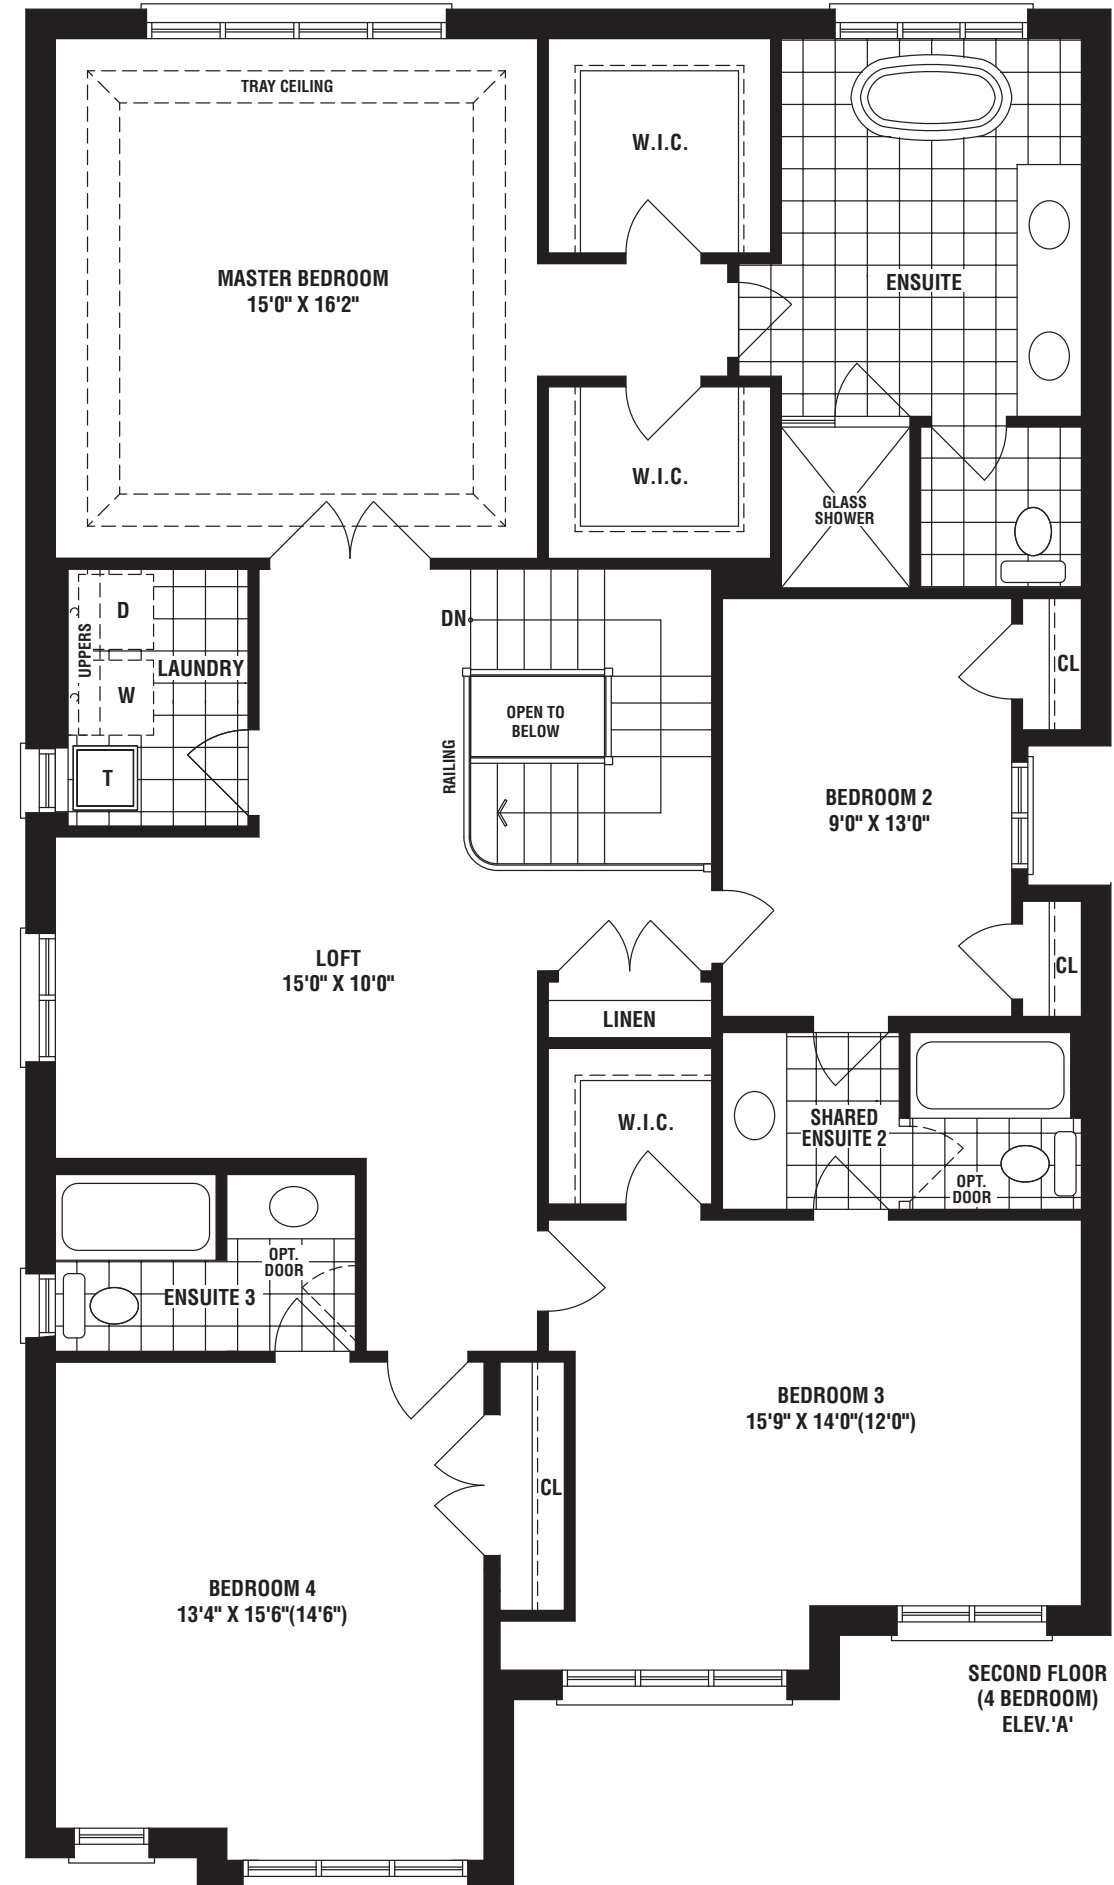 TRAY CEILING
W.I.C.
MASTER BEDROOM
15'0" X 16'2"
ENSUITE
W.I.C.
GLASS
SHOWER
D
UPPERS
LAUNDRY
W
T
DN
OPEN TO
BELOW
RAILING
CL
BEDROOM 2
9'0" X 13'0"
LOFT
15'0" X 10'0"
CL
LINEN
W.I.C.
SHARED
ENSUITE 2
OPT.
DOOR
OPT.
DOOR
ENSUITE 3
BEDROOM 3
15'9" X 14'0"(12'0")
CL
BEDROOM 4
13'4" X 15'6"(14'6")
SECOND FLOOR
(4 BEDROOM)
ELEV.'A'